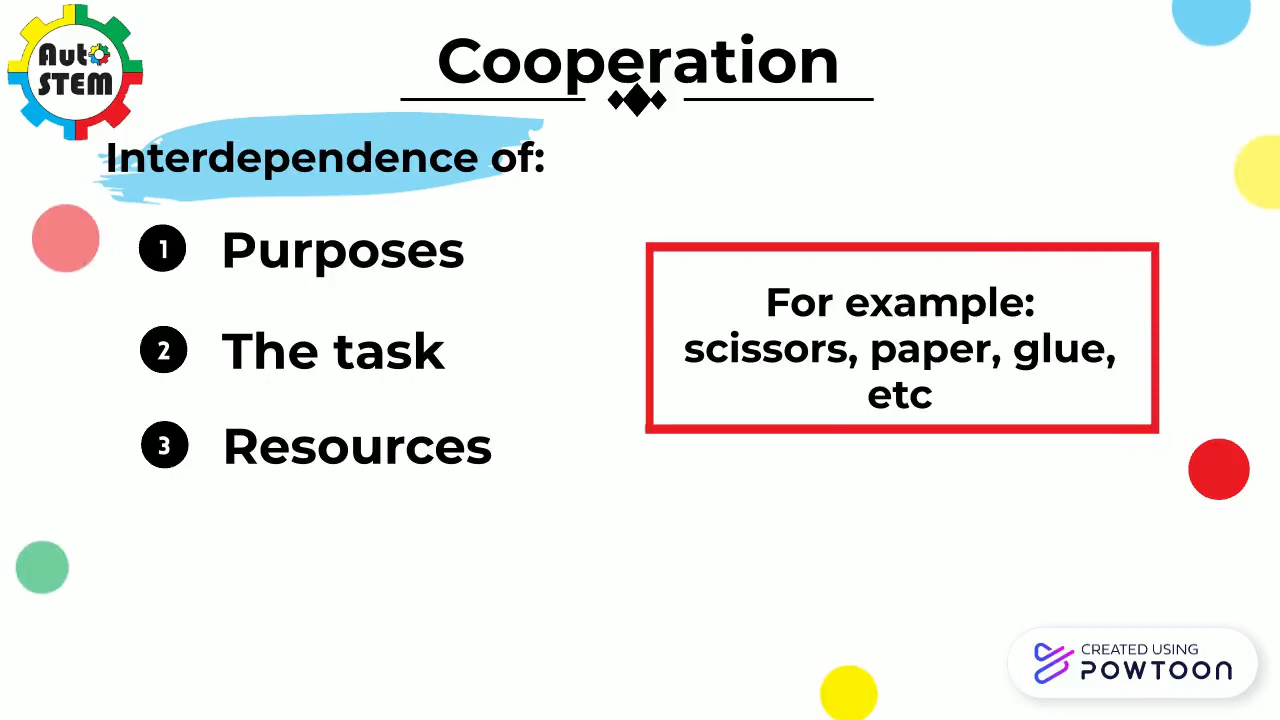 Aut
STEM
Cooperation
Interdependence of:
1 Purposes
2 The task
3 Resources
For example:
scissors, paper, glue,
etc
CREATED USING
POWTOON